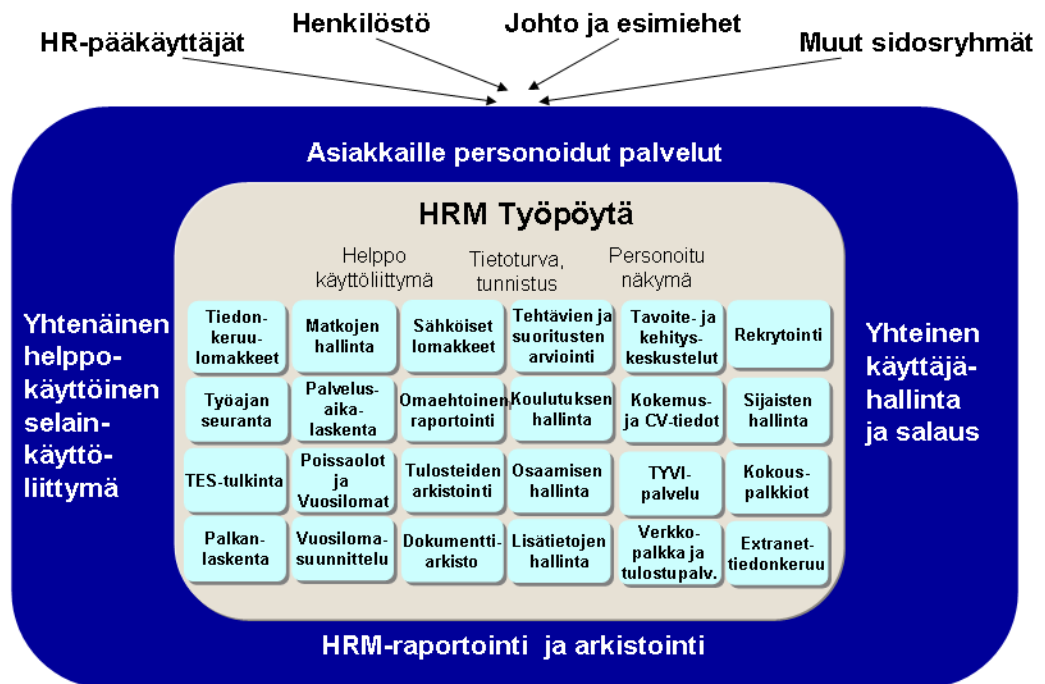 Henkilöstö
Johto ja esimiehet
HR-pääkäyttäjät
Muut sidosryhmät
Asiakkaille personoidut palvelut
HRM Työpöytä
Helppo
käyttöliittymä
Tietoturva,
tunnistus
Personoitu
näkymä
Yhtenäinen
helppo-
käyttöinen
selain-
käyttö-
liittymä
Tiedon-
keruu-
lomakkeet
Matkojen
hallinta
Sähköiset
lomakkeet
Tehtävien ja
suoritusten
arviointi
Tavoite- ja
kehitys-
keskustelut
Rekrytointi
Työajan
seuranta
Palvelus-
aika-
laskenta
Omaehtoinen
raportointi
Koulutuksen
hallinta
Kokemus-
ja CV-tiedot
Sijaisten
hallinta
TES-tulkinta
Poissaolot
ja
Vuosilomat
Tulosteiden
arkistointi
Osaamisen
hallinta
TYVI-
palvelu
Kokous-
palkkiot
Palkan-
laskenta
Vuosiloma-
suunnittelu
Dokumentti-
arkisto
Lisätietojen
hallinta
Verkko-
palkka ja
tulostupalv.
Extranet-
tiedonkeruu
Yhteinen
käyttäjä-
hallinta
ja salaus
HRM-raportointi ja arkistointi